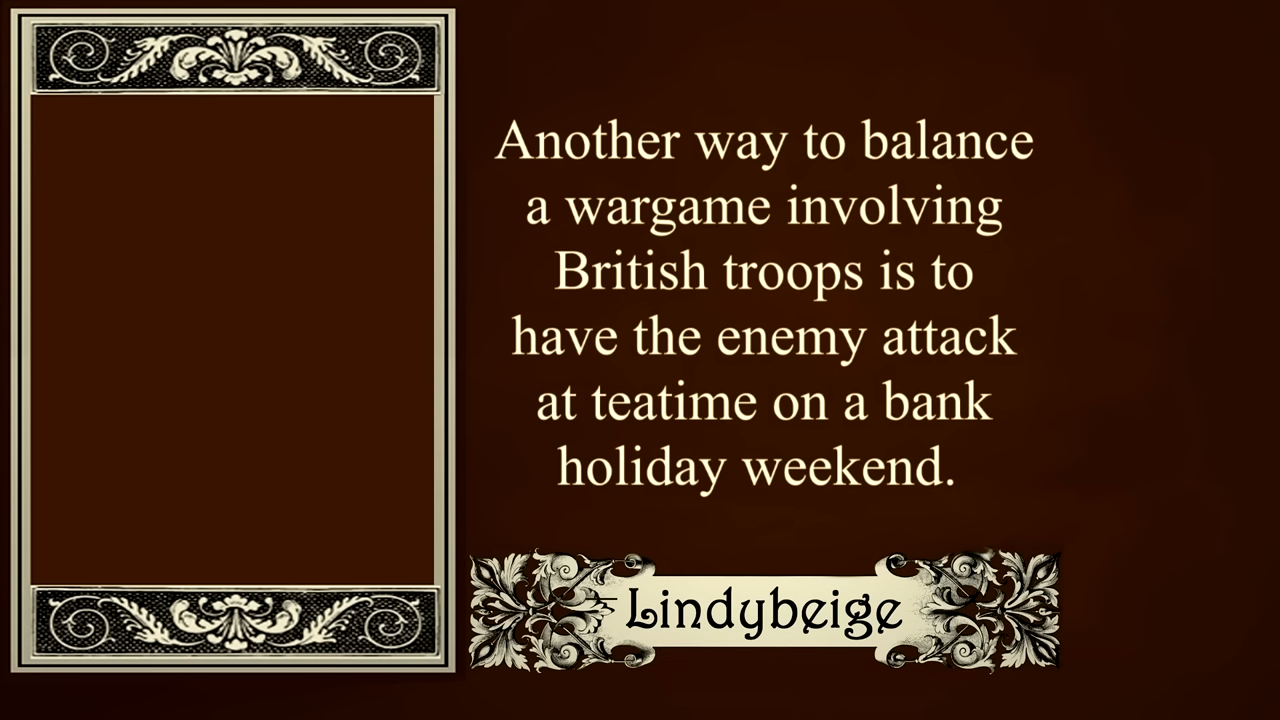 Another way to balance
a wargame involving
British troops is to
have the enemy attack
at teatime on a bank
holiday weekend.
Lindybeige